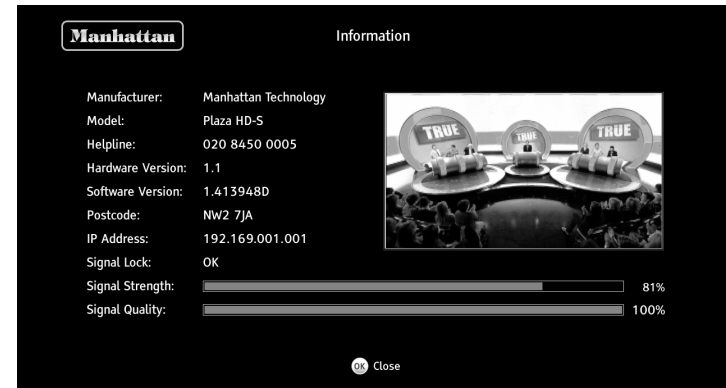 Manhattan
Information
Manufacturer: Manhattan Technology
Model: Plaza HD-S
Helpline: 020 8450 0005
Hardware Version: 1.1
Software Version: 1.413948D
Postcode: NW2 7JA
IP Address: 192.169.001.001
Signal Lock: OK
Signal Strength: 81%
Signal Quality: 100%
TRUE TRUE TRUE
OK Close